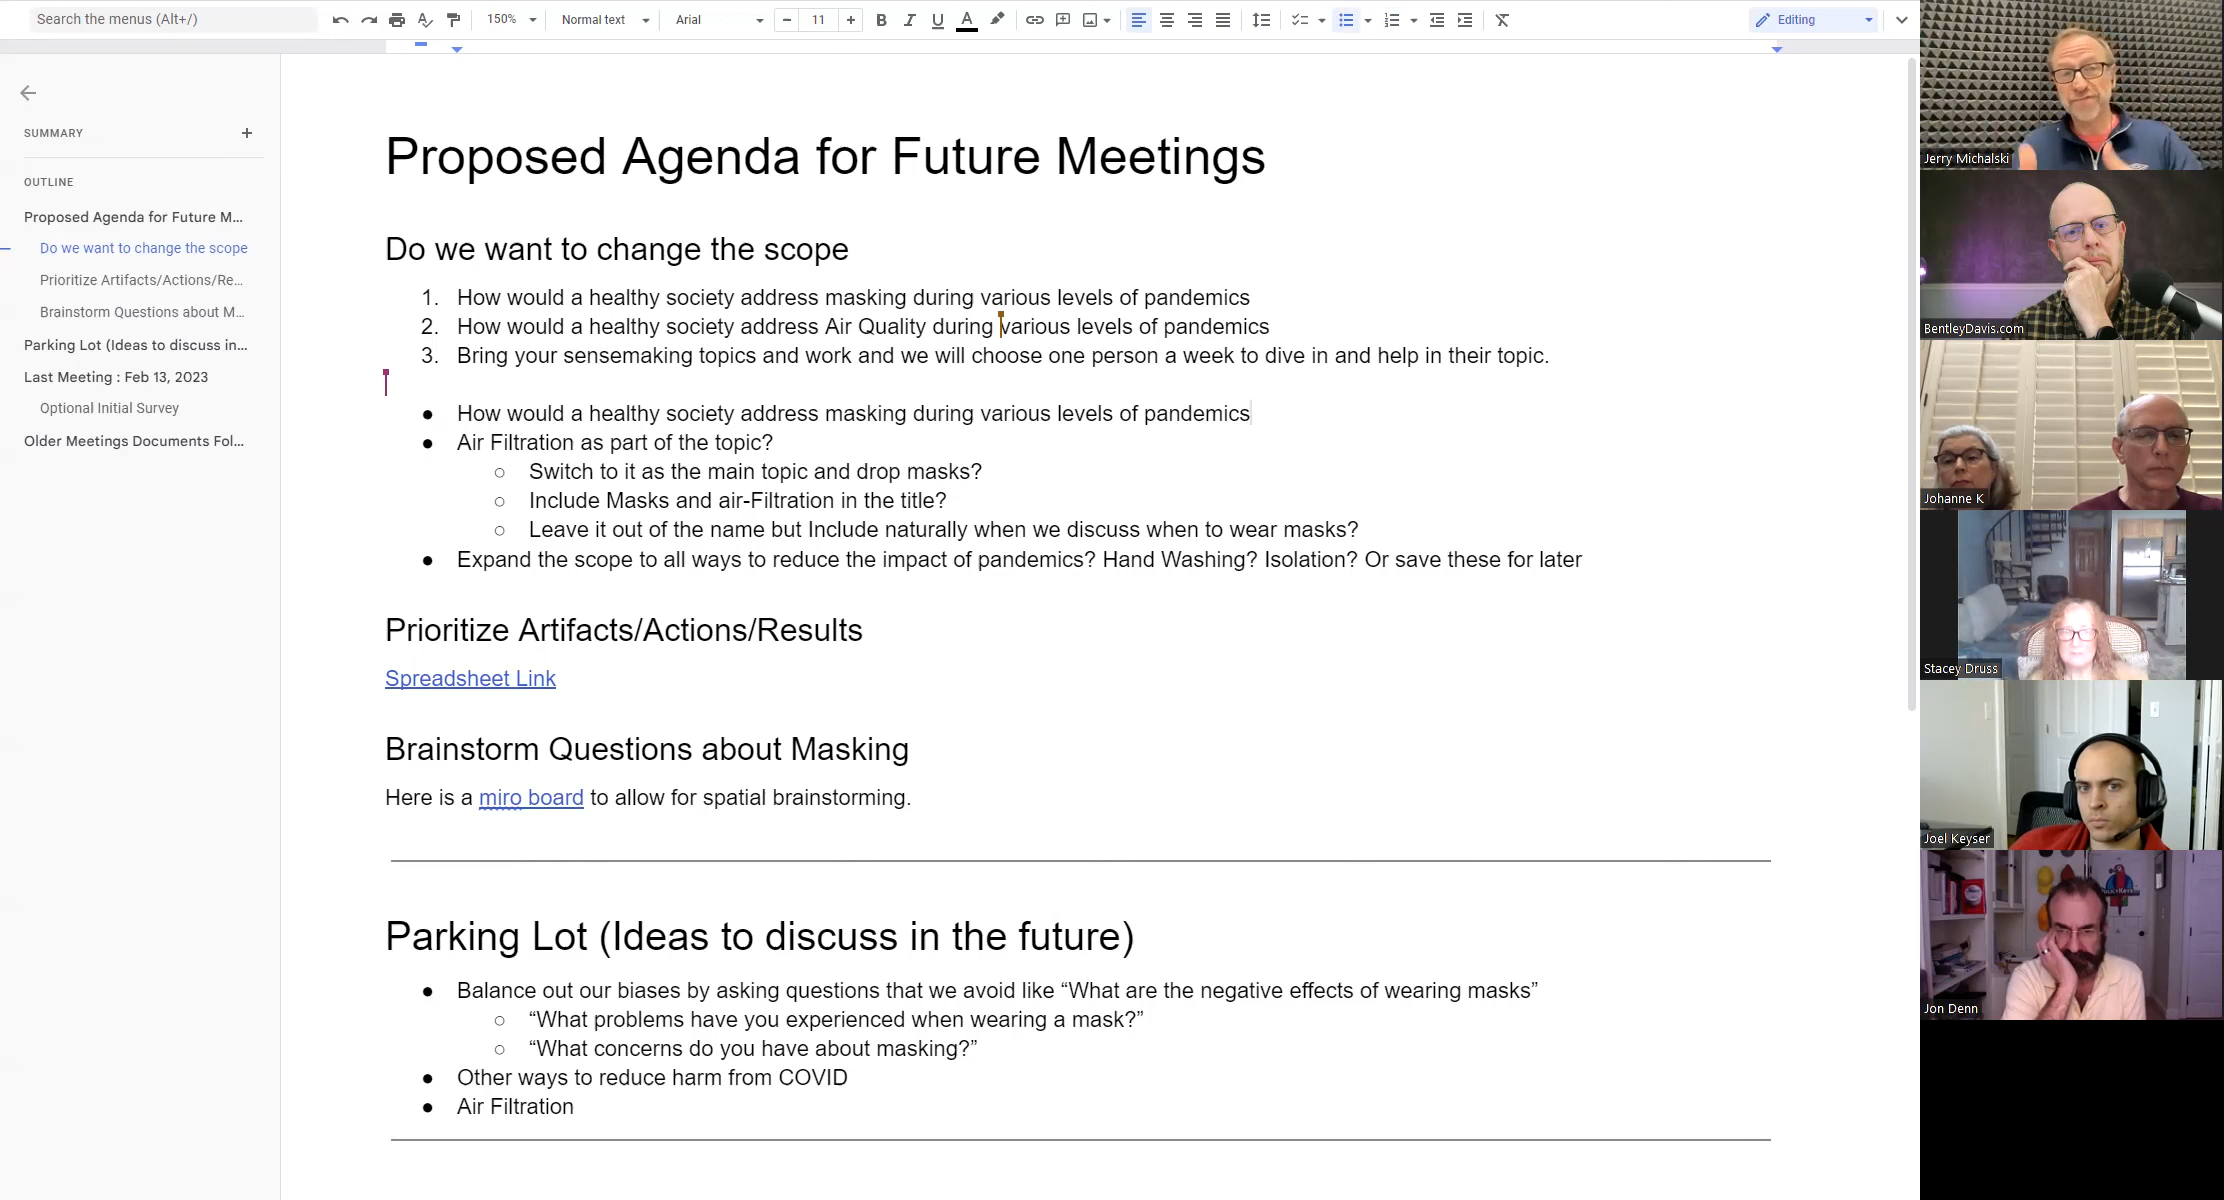 Search the menus (Alt+/)
150%
Normal text
Arial
11
Editing
SUMMARY
OUTLINE
Proposed Agenda for Future M...
Do we want to change the scope
Prioritize Artifacts/Actions/Re...
Brainstorm Questions about M...
Parking Lot (Ideas to discuss in...
Last Meeting : Feb 13, 2023
Optional Initial Survey
Older Meetings Documents Fol...
Proposed Agenda for Future Meetings
Do we want to change the scope
1. How would a healthy society address masking during various levels of pandemics
2. How would a healthy society address Air Quality during various levels of pandemics
3. Bring your sensemaking topics and work and we will choose one person a week to dive in and help in their topic.
● How would a healthy society address masking during various levels of pandemics
● Air Filtration as part of the topic?
○ Switch to it as the main topic and drop masks?
○ Include Masks and air-Filtration in the title?
○ Leave it out of the name but Include naturally when we discuss when to wear masks?
● Expand the scope to all ways to reduce the impact of pandemics? Hand Washing? Isolation? Or save these for later
Prioritize Artifacts/Actions/Results
Spreadsheet Link
Brainstorm Questions about Masking
Here is a miro board to allow for spatial brainstorming.
Parking Lot (Ideas to discuss in the future)
● Balance out our biases by asking questions that we avoid like “What are the negative effects of wearing masks”
○ “What problems have you experienced when wearing a mask?”
○ “What concerns do you have about masking?”
● Other ways to reduce harm from COVID
● Air Filtration
Jerry Michalski
BentleyDavis.com
Johanne K
Stacey Druss
Joel Keyser
Jon Denn